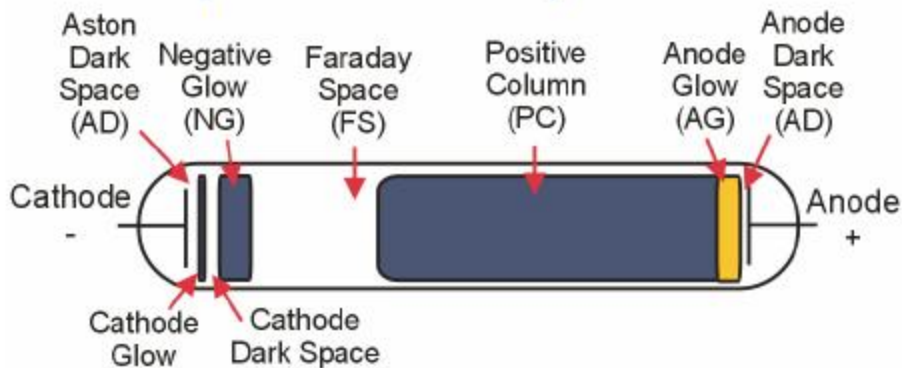 Aston
Dark
Space
(AD)
Negative
Glow
(NG)
Faraday
Space
(FS)
Positive
Column
(PC)
Anode
Glow
(AG)
Anode
Dark
Space
(AD)
Cathode
-
Anode
+
Cathode
Glow
Cathode
Dark Space